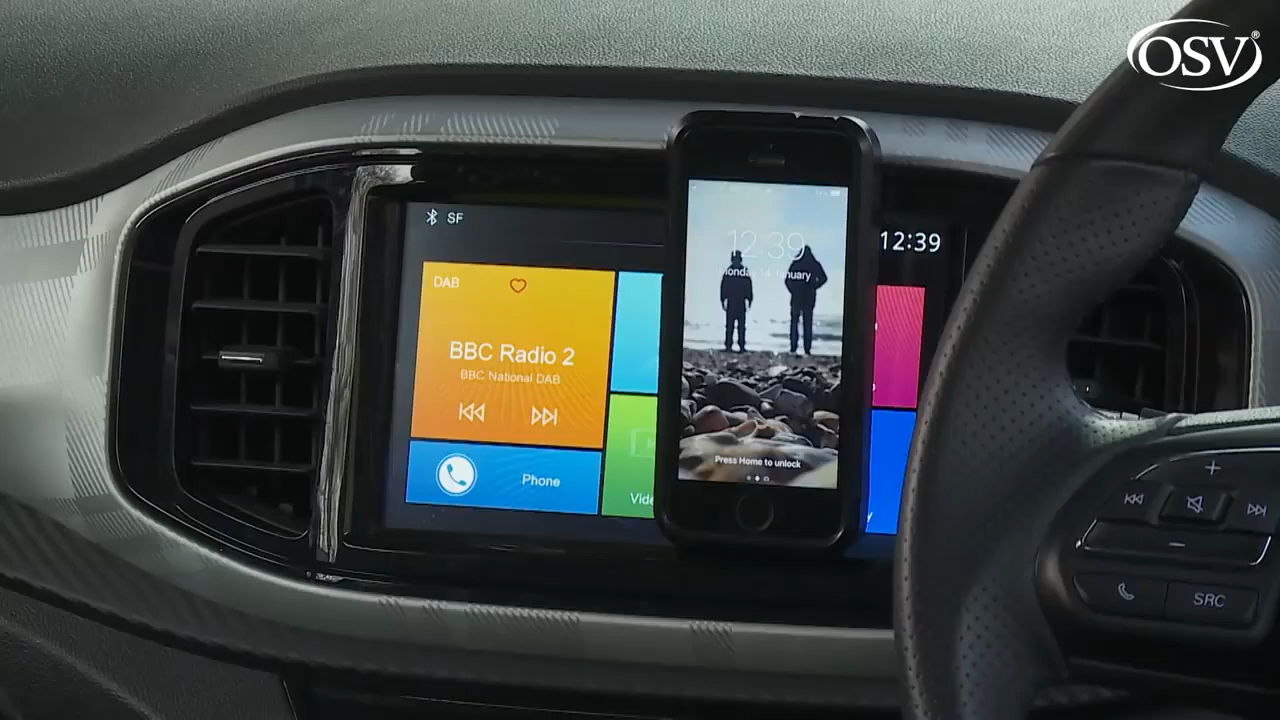 OSV®
SF
12:39
DAB
BBC Radio 2
BBC National DAB
Phone
Vide
12:39
Monday 14 January
Press Home to unlock
SRC